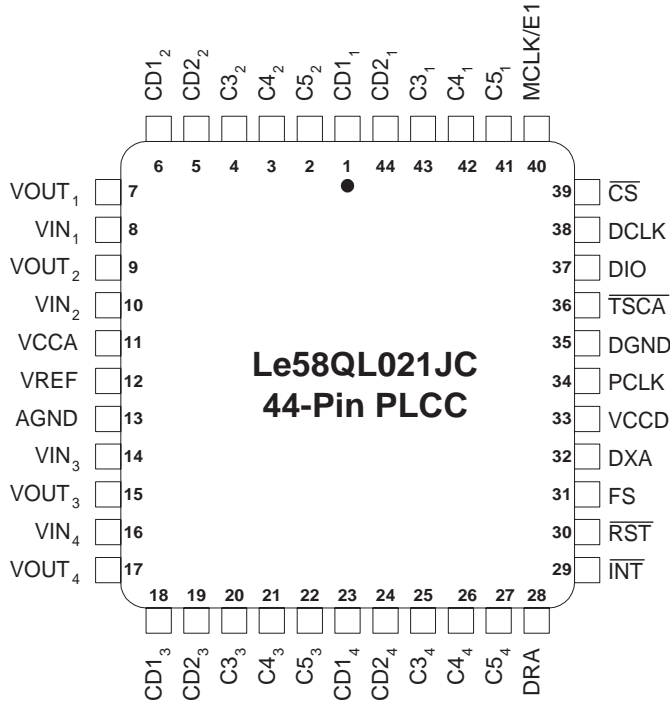 CD1₂ CD2₂ C3₂ C4₂ C5₂ CD1₁ CD2₁ C3₁ C4₁ C5₁ MCLK/E1
6 5 4 3 2 1 44 43 42 41 40
VOUT₁ 7 39 C̅S̅
VIN₁ 8 38 DCLK
VOUT₂ 9 37 DIO
VIN₂ 10 36 T̅S̅C̅A̅
VCCA 11 35 DGND
VREF 12 34 PCLK
AGND 13 33 VCCD
VIN₃ 14 32 DXA
VOUT₃ 15 31 FS
VIN₄ 16 30 R̅S̅T̅
VOUT₄ 17 29 I̅N̅T̅
Le58QL021JC
44-Pin PLCC
18 19 20 21 22 23 24 25 26 27 28
CD1₃ CD2₃ C3₃ C4₃ C5₃ CD1₄ CD2₄ C3₄ C4₄ C5₄ DRA